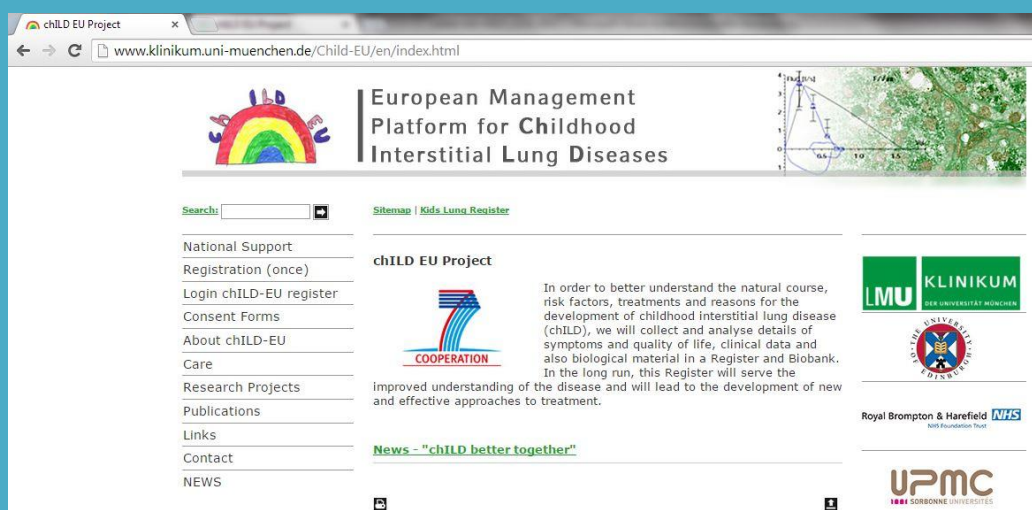 chILD EU Project
www.klinikum.uni-muenchen.de/Child-EU/en/index.html
chILD EU
European Management
Platform for Childhood
Interstitial Lung Diseases
Search:
Sitemap | Kids Lung Register
National Support
Registration (once)
Login chILD-EU register
Consent Forms
About chILD-EU
Care
Research Projects
Publications
Links
Contact
NEWS
chILD EU Project
7
COOPERATION
In order to better understand the natural course,
risk factors, treatments and reasons for the
development of childhood interstitial lung disease
(chILD), we will collect and analyse details of
symptoms and quality of life, clinical data and
also biological material in a Register and Biobank.
In the long run, this Register will serve the
improved understanding of the disease and will lead to the development of new
and effective approaches to treatment.
News - "chILD better together"
LMU KLINIKUM
DER UNIVERSITÄT MÜNCHEN
THE UNIVERSITY OF EDINBURGH
Royal Brompton & Harefield NHS
NHS Foundation Trust
UPMC
SORBONNE UNIVERSITÉS